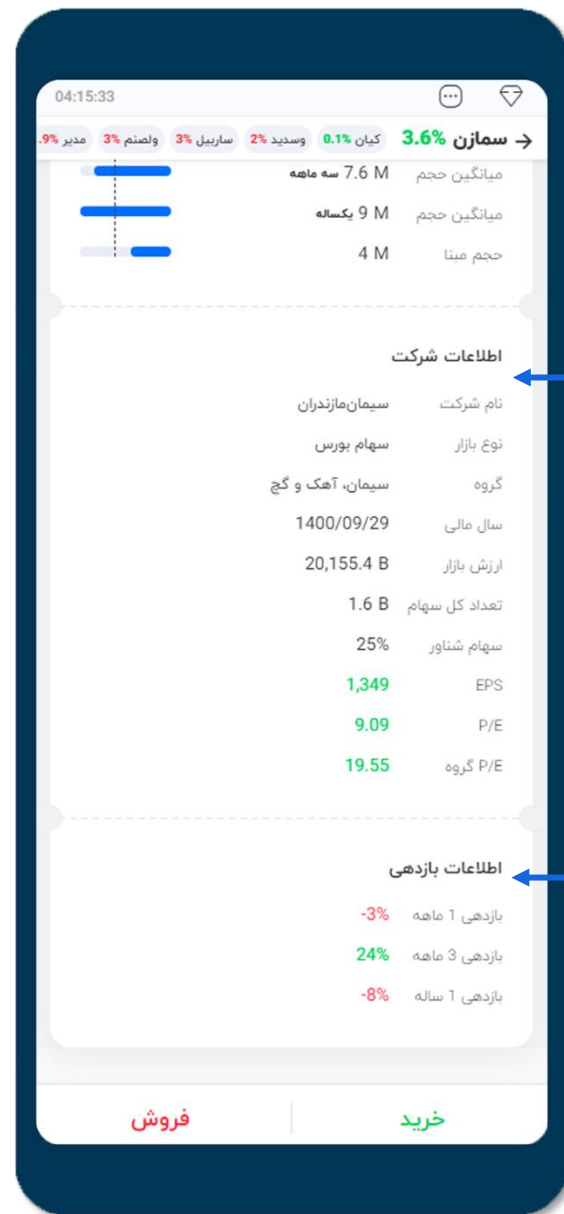 04:15:33
→ سمازن 3.6% کیان 0.1% وسدید 2% ساربیل 3% ولصنم 3% مدیر 9%.
میانگین حجم 7.6 M سه ماهه
میانگین حجم 9 M یکساله
حجم مبنا 4 M
اطلاعات شرکت
نام شرکت سیمان‌مازندران
نوع بازار سهام بورس
گروه سیمان، آهک و گچ
سال مالی 1400/09/29
ارزش بازار 20,155.4 B
تعداد کل سهام 1.6 B
سهام شناور 25%
EPS 1,349
P/E 9.09
P/E گروه 19.55
اطلاعات بازدهی
بازدهی 1 ماهه -3%
بازدهی 3 ماهه 24%
بازدهی 1 ساله -8%
خرید فروش